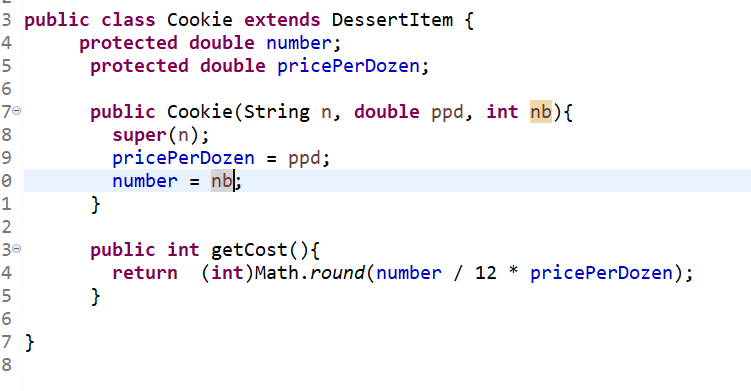 3 public class Cookie extends DessertItem {
4 protected double number;
5 protected double pricePerDozen;
6
7 public Cookie(String n, double ppd, int nb){
8 super(n);
9 pricePerDozen = ppd;
0 number = nb;
1 }
2
3 public int getCost(){
4 return  (int)Math.round(number / 12 * pricePerDozen);
5 }
6
7 }
8